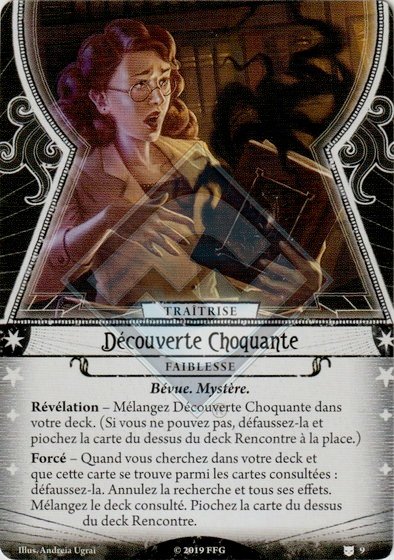 TRAÎTRISE
Découverte Choquante
FAIBLESSE
Bévue. Mystère.
Révélation – Mélangez Découverte Choquante dans
votre deck. (Si vous ne pouvez pas, défaussez-la et
piochez la carte du dessus du deck Rencontre à la place.)
Forcé – Quand vous cherchez dans votre deck et
que cette carte se trouve parmi les cartes consultées :
défaussez-la. Annulez la recherche et tous ses effets.
Mélangez le deck consulté. Piochez la carte du dessus
du deck Rencontre.
Illus. Andreia Ugrai
© 2019 FFG
9